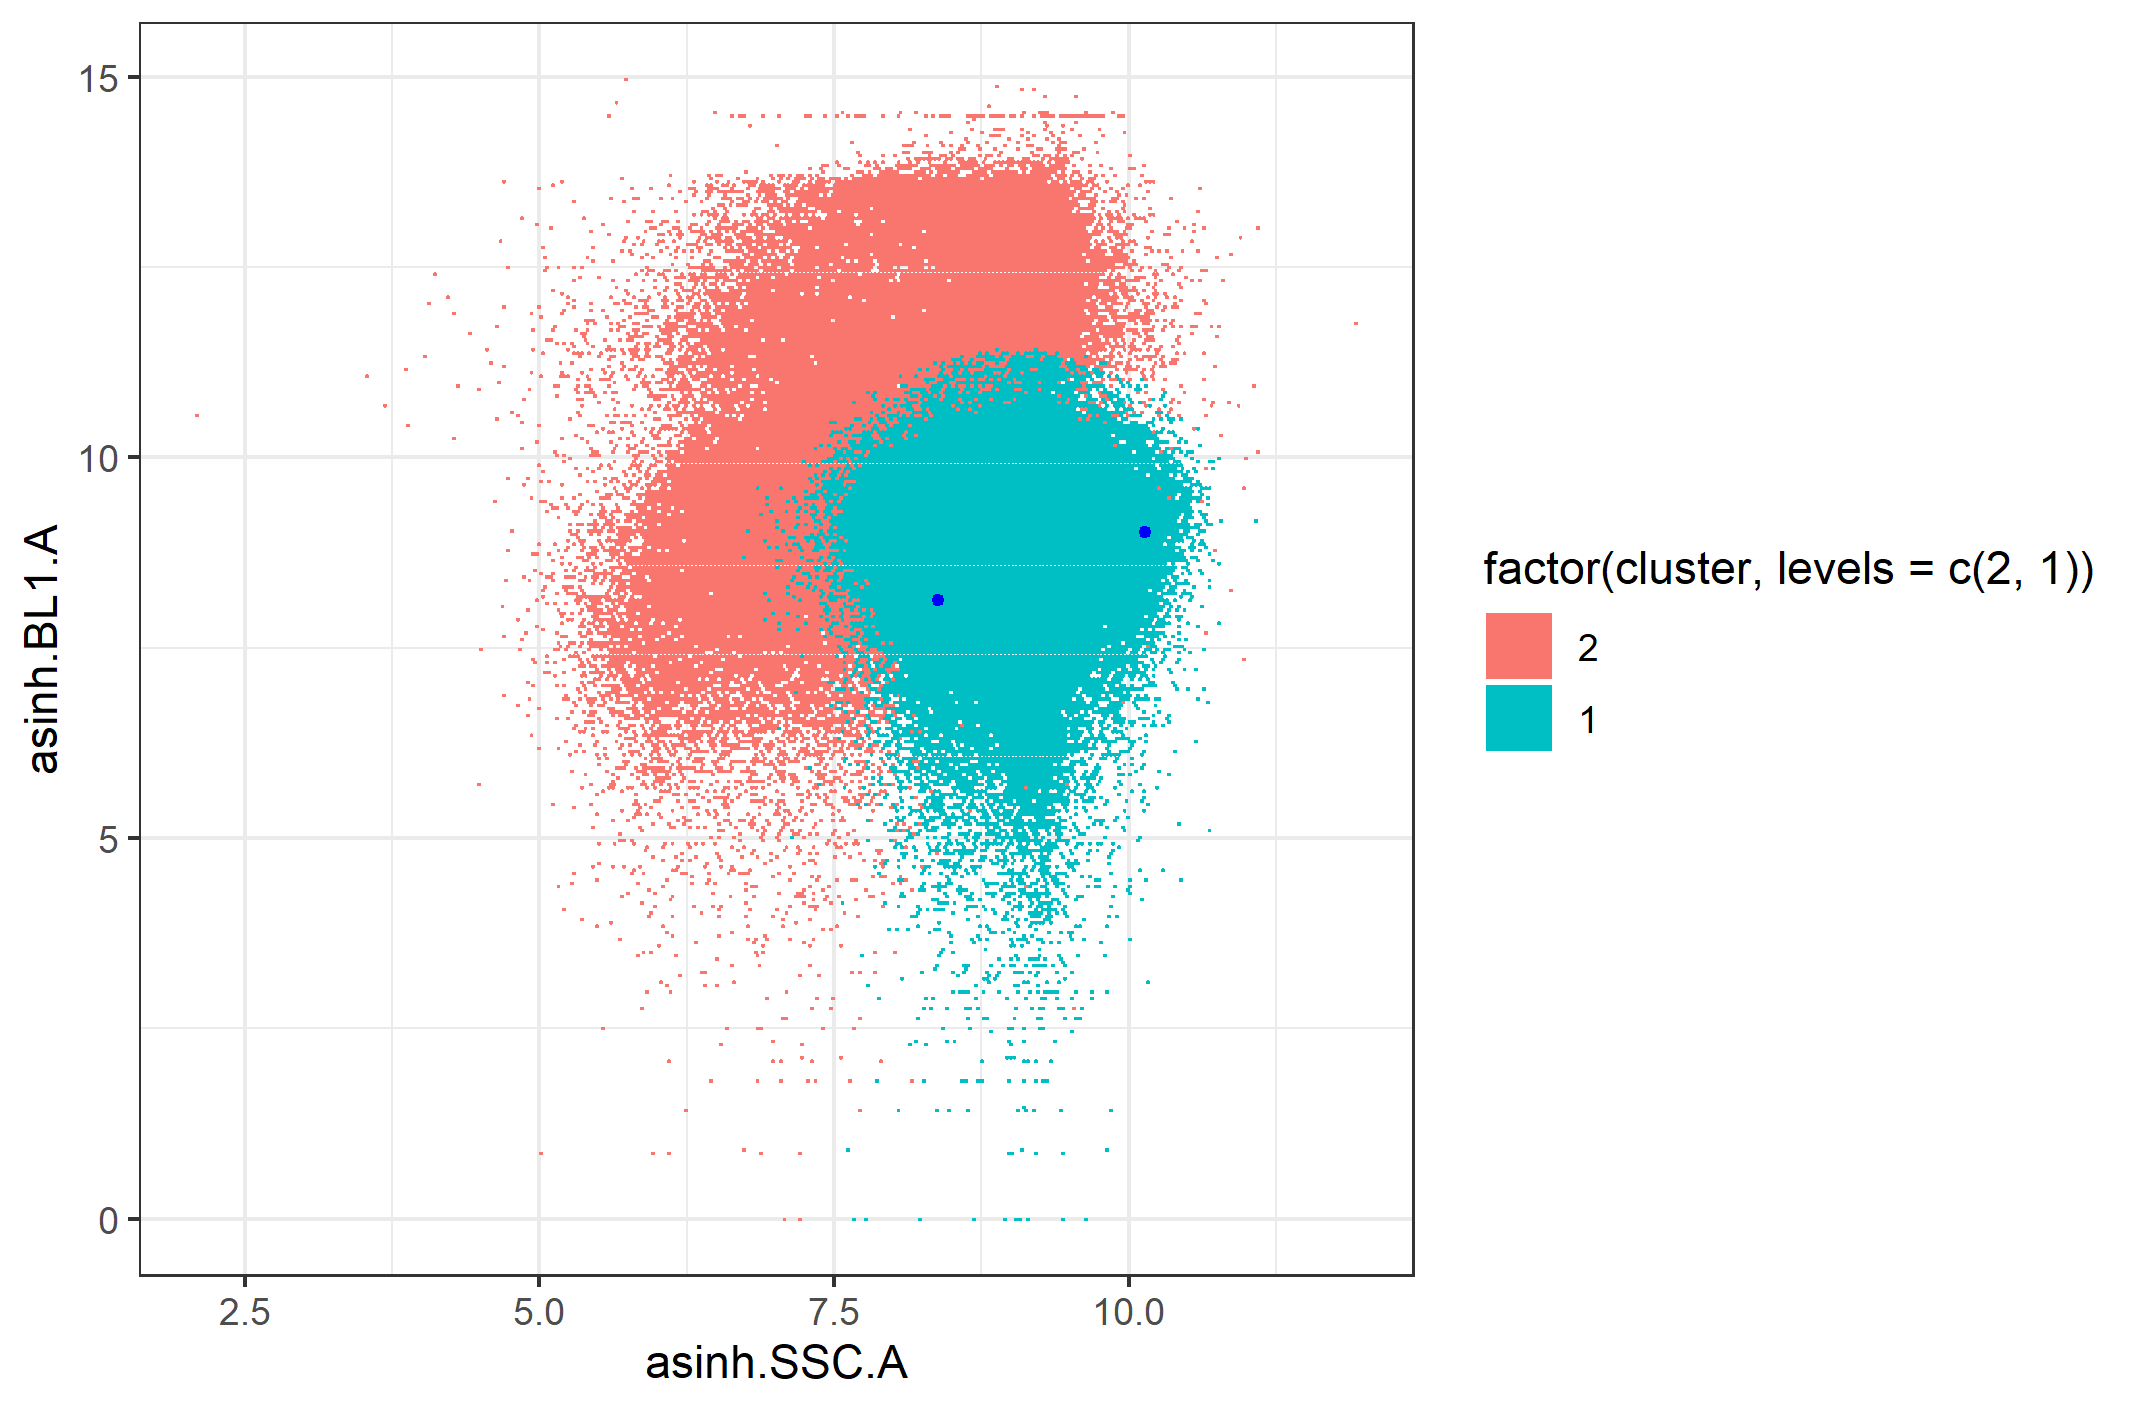 15
10
5
0
asinh.BL1.A
2.5 5.0 7.5 10.0
asinh.SSC.A
factor(cluster, levels = c(2, 1))
2
1